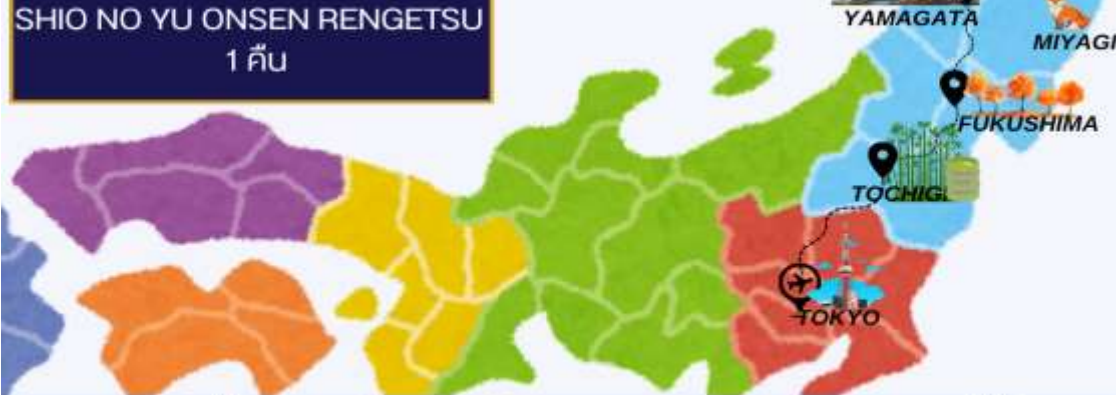 SHIO NO YU ONSEN RENGETSU
1 คืน
YAMAGATA
MIYAGI
FUKUSHIMA
TOCHIGI
TOKYO